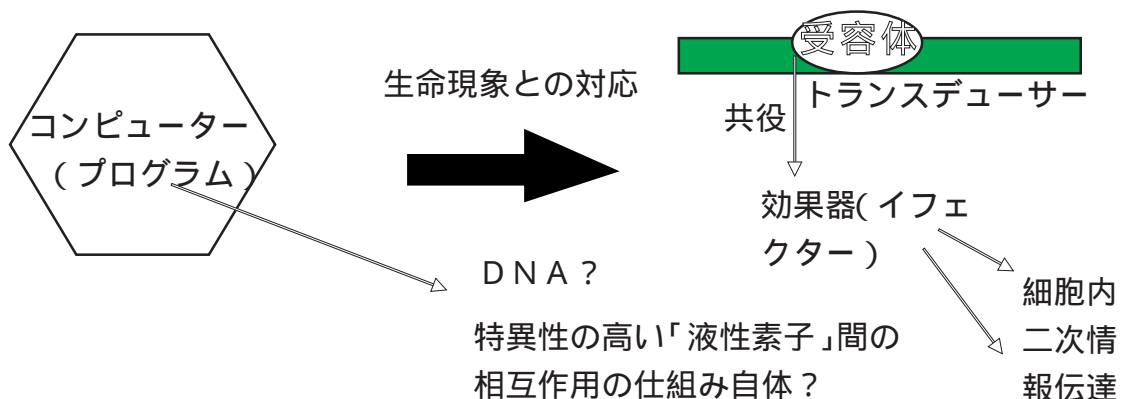 コンピューター
(プログラム)
生命現象との対応
受容体
トランスデューサー
共役
効果器(イフェ
クター)
DNA?
特異性の高い「液性素子」間の
相互作用の仕組み自体?
細胞内
二次情
報伝達